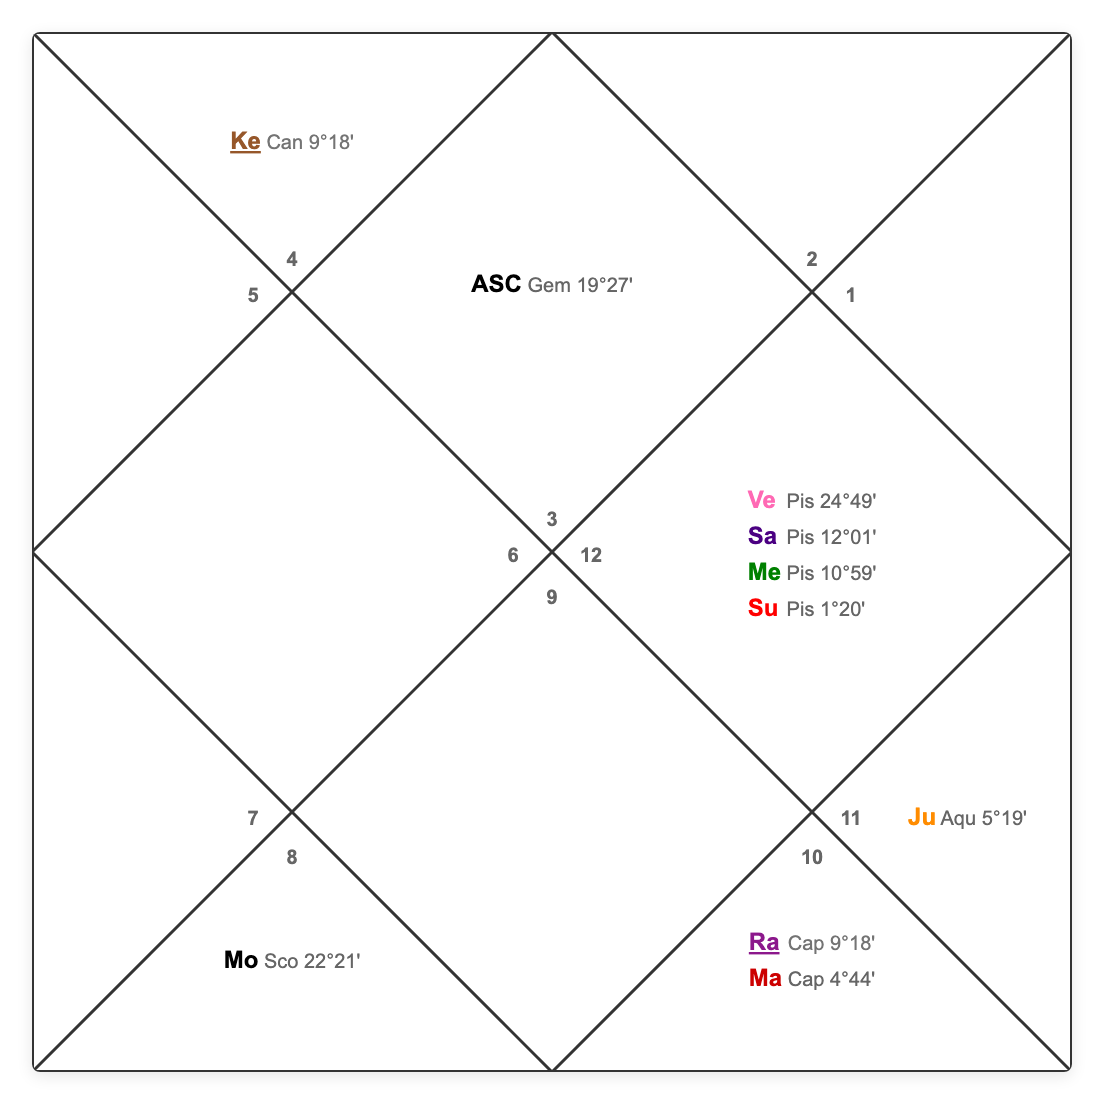 Ke Can 9°18'
4
2
5
ASC Gem 19°27'
1
Ve Pis 24°49'
3
Sa Pis 12°01'
6
12
Me Pis 10°59'
9
Su Pis 1°20'
7
11
Ju Aqu 5°19'
8
10
Ra Cap 9°18'
Mo Sco 22°21'
Ma Cap 4°44'